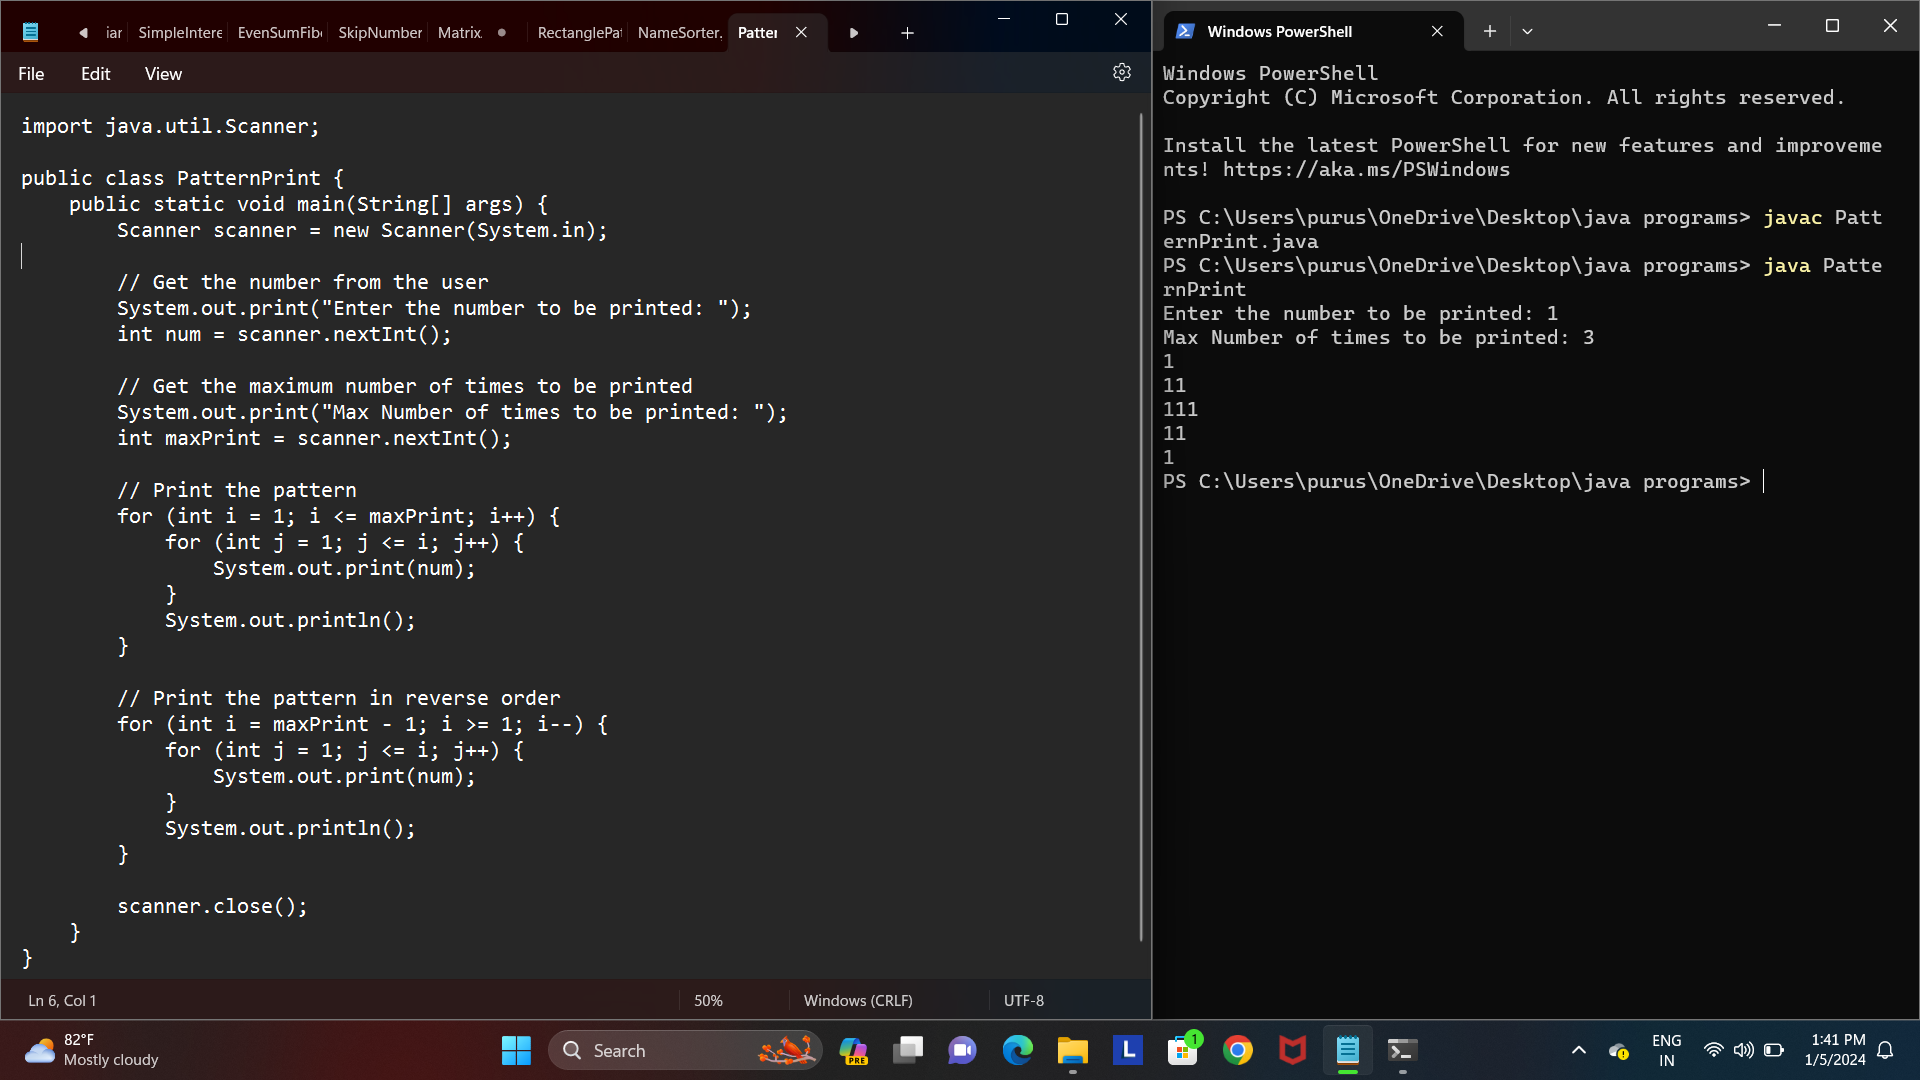 iar SimpleIntere EvenSumFib SkipNumber Matrix. RectanglePat NameSorter. Patter
File Edit View
import java.util.Scanner;
public class PatternPrint {
public static void main(String[] args) {
Scanner scanner = new Scanner(System.in);
// Get the number from the user
System.out.print("Enter the number to be printed: ");
int num = scanner.nextInt();
// Get the maximum number of times to be printed
System.out.print("Max Number of times to be printed: ");
int maxPrint = scanner.nextInt();
// Print the pattern
for (int i = 1; i <= maxPrint; i++) {
for (int j = 1; j <= i; j++) {
System.out.print(num);
}
System.out.println();
}
// Print the pattern in reverse order
for (int i = maxPrint - 1; i >= 1; i--) {
for (int j = 1; j <= i; j++) {
System.out.print(num);
}
System.out.println();
}
scanner.close();
}
}
Ln 6, Col 1 50% Windows (CRLF) UTF-8
Windows PowerShell
Windows PowerShell
Copyright (C) Microsoft Corporation. All rights reserved.
Install the latest PowerShell for new features and improveme
nts! https://aka.ms/PSWindows
PS C:\Users\purus\OneDrive\Desktop\java programs> javac Patt
ernPrint.java
PS C:\Users\purus\OneDrive\Desktop\java programs> java Patte
rnPrint
Enter the number to be printed: 1
Max Number of times to be printed: 3
1
11
111
11
1
PS C:\Users\purus\OneDrive\Desktop\java programs>
82°F
Mostly cloudy
Search
PRE
L
1
ENG
IN
1:41 PM
1/5/2024